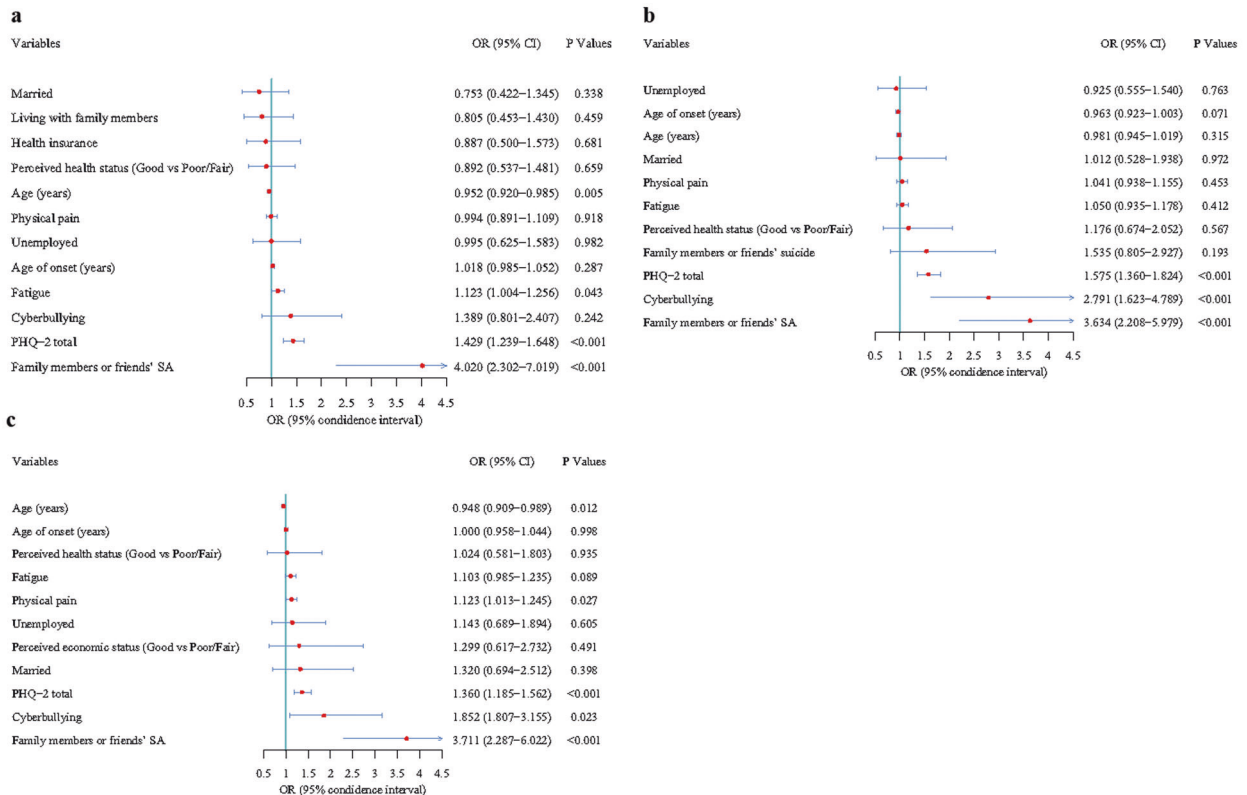 a
Variables OR (95% CI) P Values
Married 0.753 (0.422−1.345) 0.338
Living with family members 0.805 (0.453−1.430) 0.459
Health insurance 0.887 (0.500−1.573) 0.681
Perceived health status (Good vs Poor/Fair) 0.892 (0.537−1.481) 0.659
Age (years) 0.952 (0.920−0.985) 0.005
Physical pain 0.994 (0.891−1.109) 0.918
Unemployed 0.995 (0.625−1.583) 0.982
Age of onset (years) 1.018 (0.985−1.052) 0.287
Fatigue 1.123 (1.004−1.256) 0.043
Cyberbullying 1.389 (0.801−2.407) 0.242
PHQ-2 total 1.429 (1.239−1.648) <0.001
Family members or friends' SA 4.020 (2.302−7.019) <0.001
0.5 1 1.5 2 2.5 3 3.5 4 4.5
OR (95% condidence interval)
b
Variables OR (95% CI) P Values
Unemployed 0.925 (0.555−1.540) 0.763
Age of onset (years) 0.963 (0.923−1.003) 0.071
Age (years) 0.981 (0.945−1.019) 0.315
Married 1.012 (0.528−1.938) 0.972
Physical pain 1.041 (0.938−1.155) 0.453
Fatigue 1.050 (0.935−1.178) 0.412
Perceived health status (Good vs Poor/Fair) 1.176 (0.674−2.052) 0.567
Family members or friends' suicide 1.535 (0.805−2.927) 0.193
PHQ-2 total 1.575 (1.360−1.824) <0.001
Cyberbullying 2.791 (1.623−4.789) <0.001
Family members or friends' SA 3.634 (2.208−5.979) <0.001
0.5 1 1.5 2 2.5 3 3.5 4 4.5
OR (95% condidence interval)
c
Variables OR (95% CI) P Values
Age (years) 0.948 (0.909−0.989) 0.012
Age of onset (years) 1.000 (0.958−1.044) 0.998
Perceived health status (Good vs Poor/Fair) 1.024 (0.581−1.803) 0.935
Fatigue 1.103 (0.985−1.235) 0.089
Physical pain 1.123 (1.013−1.245) 0.027
Unemployed 1.143 (0.689−1.894) 0.605
Perceived economic status (Good vs Poor/Fair) 1.299 (0.617−2.732) 0.491
Married 1.320 (0.694−2.512) 0.398
PHQ-2 total 1.360 (1.185−1.562) <0.001
Cyberbullying 1.852 (1.807−3.155) 0.023
Family members or friends' SA 3.711 (2.287−6.022) <0.001
0.5 1 1.5 2 2.5 3 3.5 4 4.5
OR (95% condidence interval)